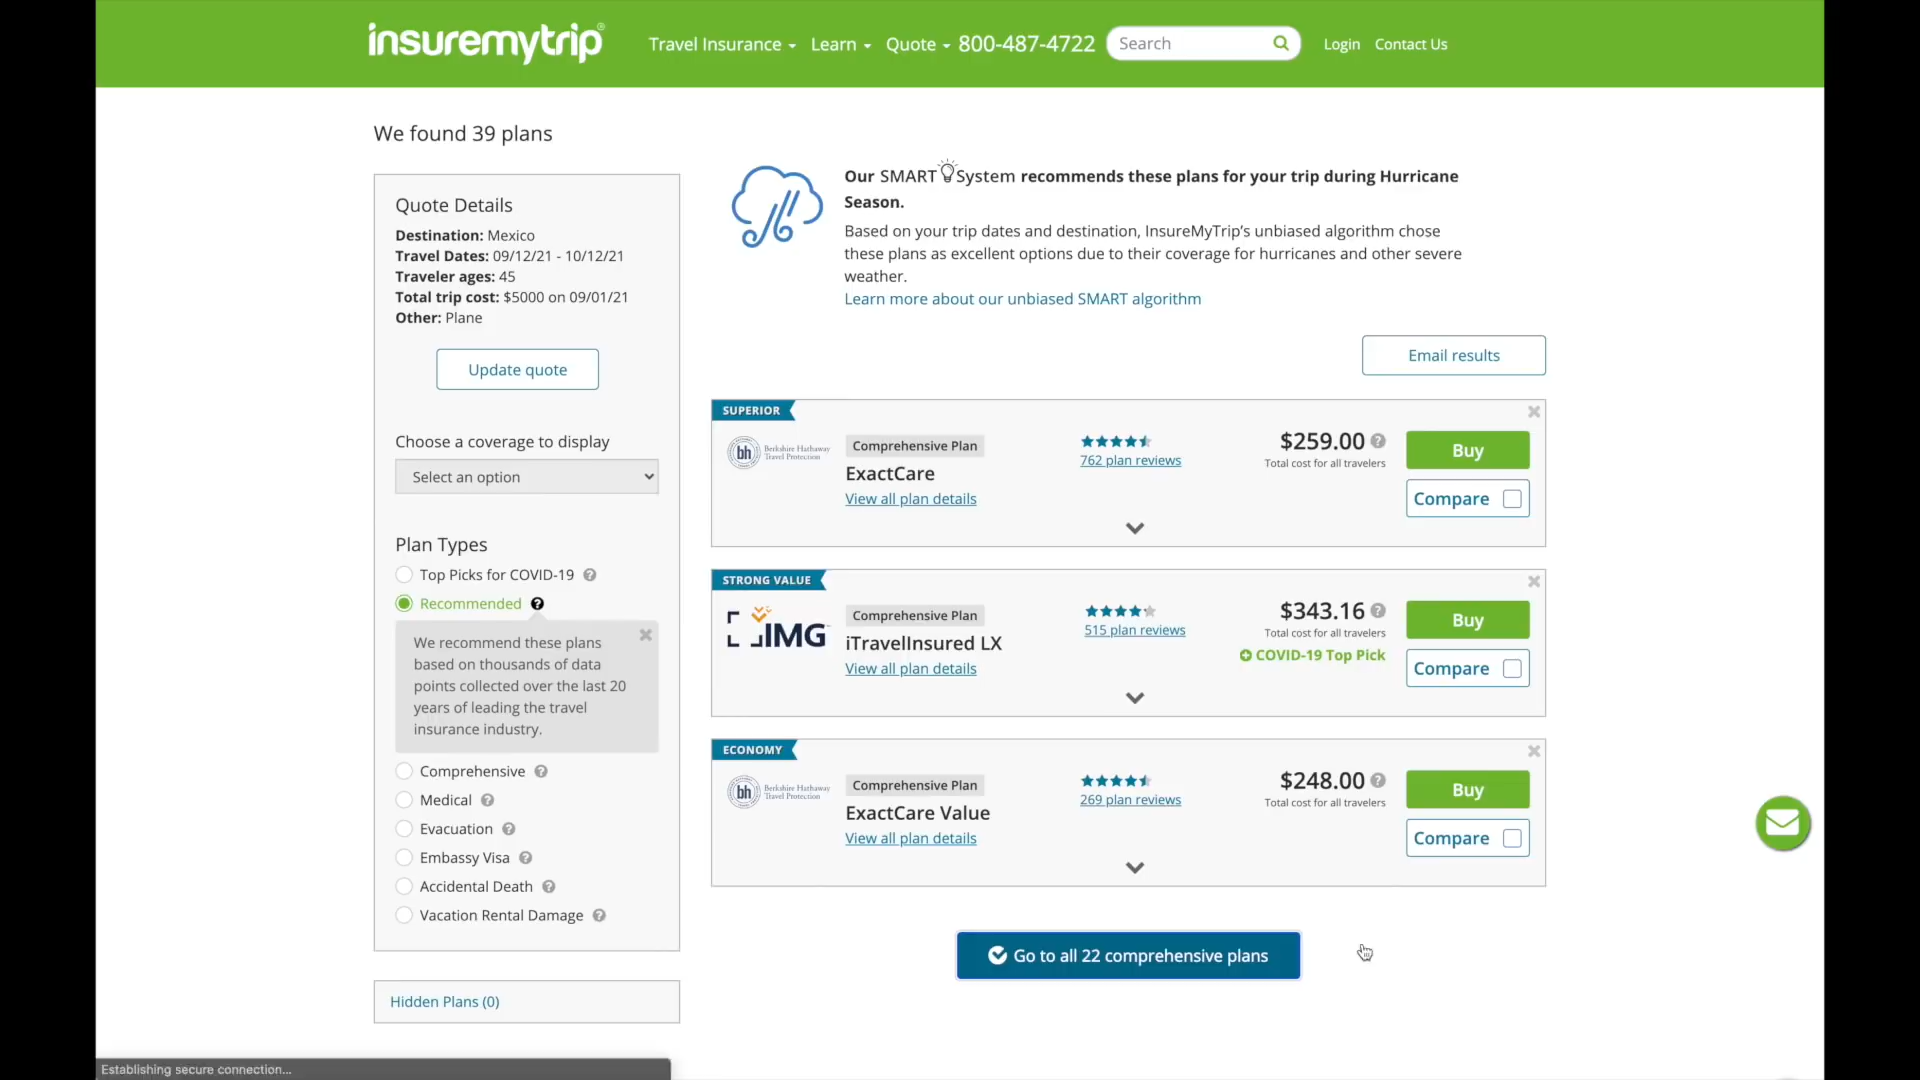 insuremytrip®
Travel Insurance
Learn
Quote
800-487-4722
Search
Login
Contact Us
We found 39 plans
Quote Details
Destination: Mexico
Travel Dates: 09/12/21 - 10/12/21
Traveler ages: 45
Total trip cost: $5000 on 09/01/21
Other: Plane
Update quote
Choose a coverage to display
Select an option
Plan Types
Top Picks for COVID-19 ?
Recommended ?
We recommend these plans
based on thousands of data
points collected over the last 20
years of leading the travel
insurance industry.
Comprehensive ?
Medical ?
Evacuation ?
Embassy Visa ?
Accidental Death ?
Vacation Rental Damage ?
Hidden Plans (0)
Our SMART System recommends these plans for your trip during Hurricane
Season.
Based on your trip dates and destination, InsureMyTrip's unbiased algorithm chose
these plans as excellent options due to their coverage for hurricanes and other severe
weather.
Learn more about our unbiased SMART algorithm
Email results
SUPERIOR
bh Berkshire Hathaway
Travel Protection
Comprehensive Plan
ExactCare
View all plan details
762 plan reviews
$259.00 ?
Total cost for all travelers
Buy
Compare
STRONG VALUE
IMG
Comprehensive Plan
iTravelInsured LX
View all plan details
515 plan reviews
$343.16 ?
Total cost for all travelers
COVID-19 Top Pick
Buy
Compare
ECONOMY
bh Berkshire Hathaway
Travel Protection
Comprehensive Plan
ExactCare Value
View all plan details
269 plan reviews
$248.00 ?
Total cost for all travelers
Buy
Compare
Go to all 22 comprehensive plans
Establishing secure connection...